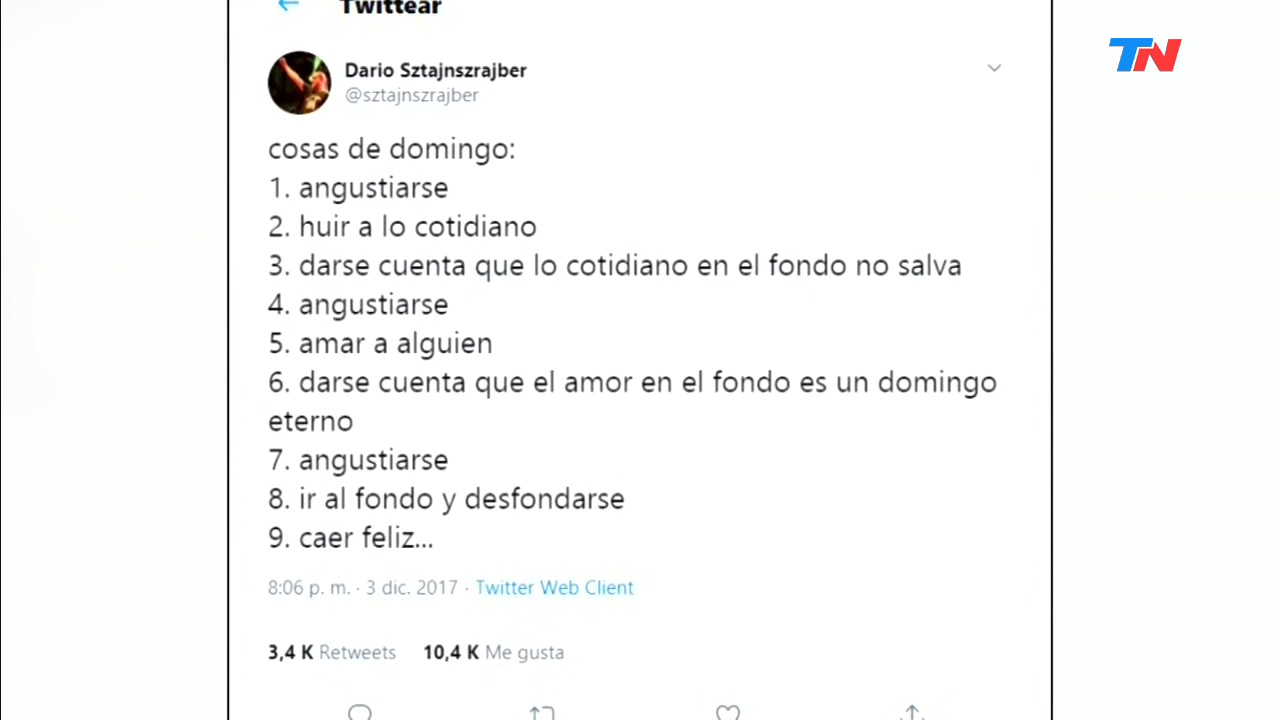 Twittear
TN
Dario Sztajnszrajber
@sztajnszrajber
cosas de domingo:
1. angustiarse
2. huir a lo cotidiano
3. darse cuenta que lo cotidiano en el fondo no salva
4. angustiarse
5. amar a alguien
6. darse cuenta que el amor en el fondo es un domingo
eterno
7. angustiarse
8. ir al fondo y desfondarse
9. caer feliz...
8:06 p. m. · 3 dic. 2017 · Twitter Web Client
3,4 K Retweets 10,4 K Me gusta